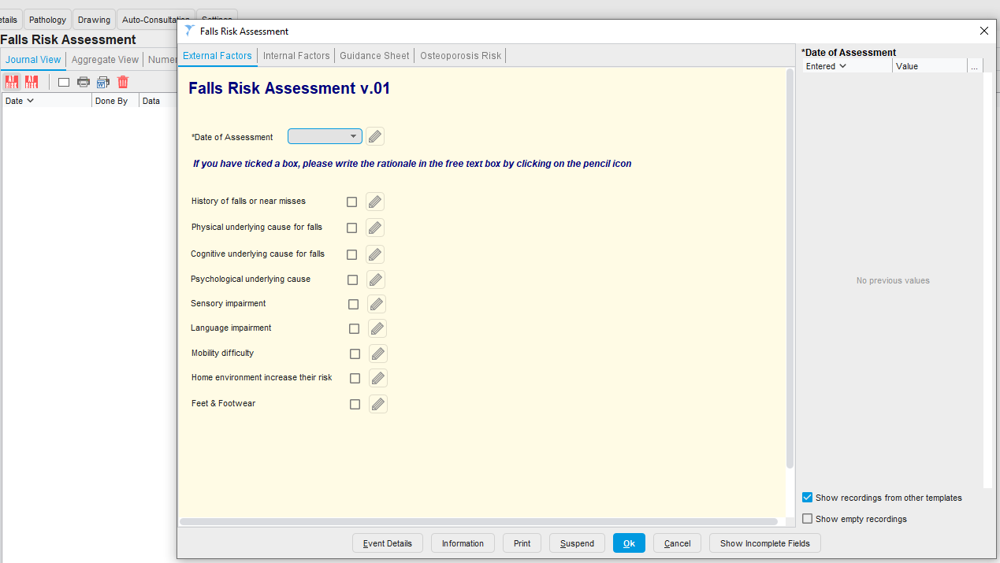 Pathology
Drawing
Settings
Falls Risk Assessment
Journal View
Aggregate View
Date
Done By
Data
Falls Risk Assessment
External Factors
Internal Factors
Guidance Sheet
Osteoporosis Risk
Falls Risk Assessment v.01
*Date of Assessment
If you have ticked a box, please write the rationale in the free text box by clicking on the pencil icon
History of falls or near misses
Physical underlying cause for falls
Cognitive underlying cause for falls
Psychological underlying cause
Sensory impairment
Language impairment
Mobility difficulty
Home environment increase their risk
Feet & Footwear
*Date of Assessment
Entered
Value
...
No previous values
Show recordings from other templates
Show empty recordings
Event Details
Information
Print
Suspend
Ok
Cancel
Show Incomplete Fields